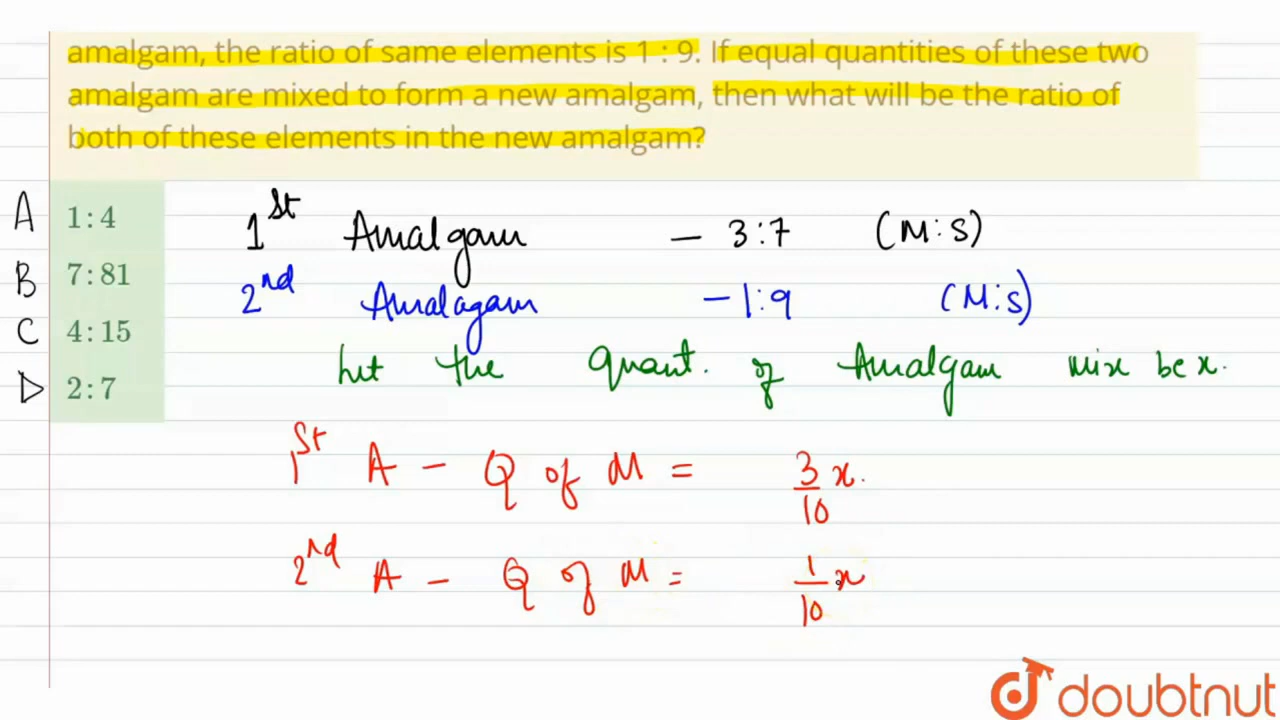 amalgam, the ratio of same elements is 1 : 9. If equal quantities of these two
amalgam are mixed to form a new amalgam, then what will be the ratio of
both of these elements in the new amalgam?
A 1:4
B 7:81
C 4:15
D 2:7
1st Amalgam - 3:7 (M:S)
2nd Amalagam - 1:9 (M:S)
Let the Quant. of Amalgam mix be x.
1st A - Q of M = 3/10 x.
2nd A - Q of M = 1/10 x
doubtnut